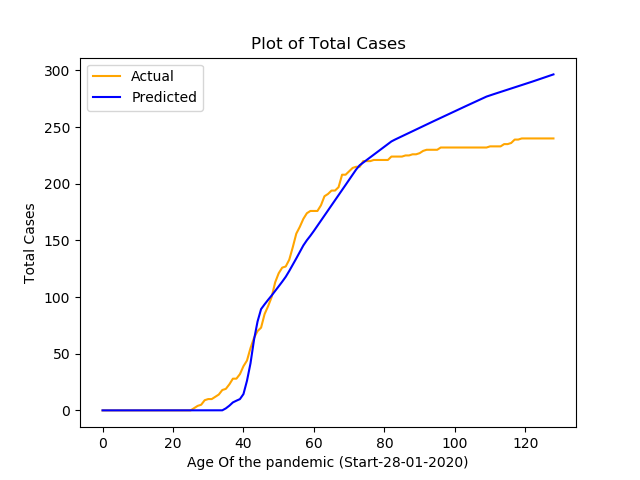 Plot of Total Cases
Actual
Predicted
300
250
200
150
100
50
0
Total Cases
0 20 40 60 80 100 120
Age Of the pandemic (Start-28-01-2020)